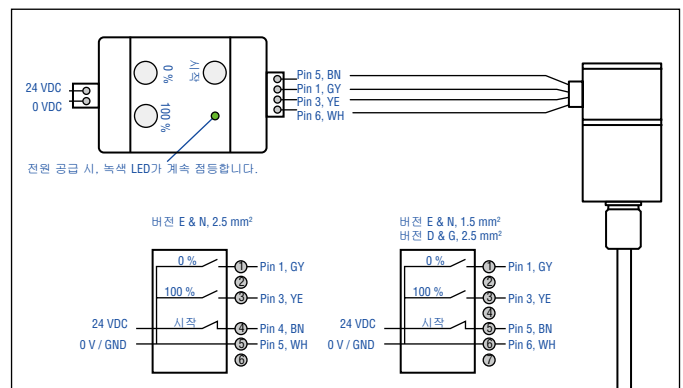 24 VDC
0 VDC
0 %
시작
100 %
Pin 5, BN
Pin 1, GY
Pin 3, YE
Pin 6, WH
전원 공급 시, 녹색 LED가 계속 점등합니다.
버전 E & N, 2.5 mm²
0 %
1
Pin 1, GY
2
100 %
3
Pin 3, YE
24 VDC
시작
4
Pin 4, BN
0 V / GND
5
Pin 5, WH
6
버전 E & N, 1.5 mm²
버전 D & G, 2.5 mm²
0 %
1
Pin 1, GY
2
100 %
3
Pin 3, YE
4
24 VDC
시작
5
Pin 5, BN
0 V / GND
6
Pin 6, WH
7